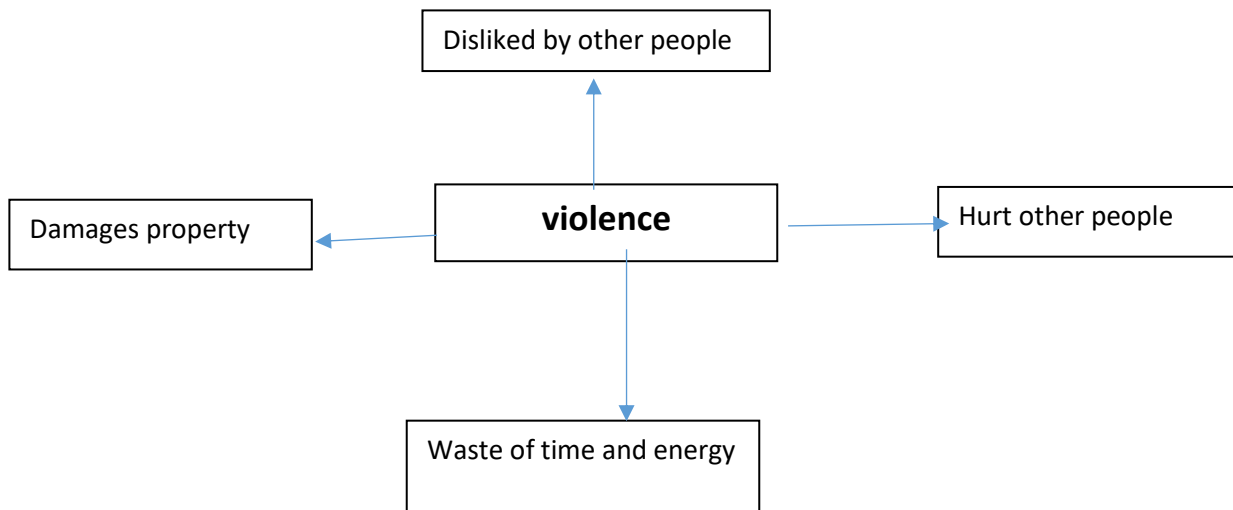 Disliked by other people
violence
Damages property
Hurt other people
Waste of time and energy